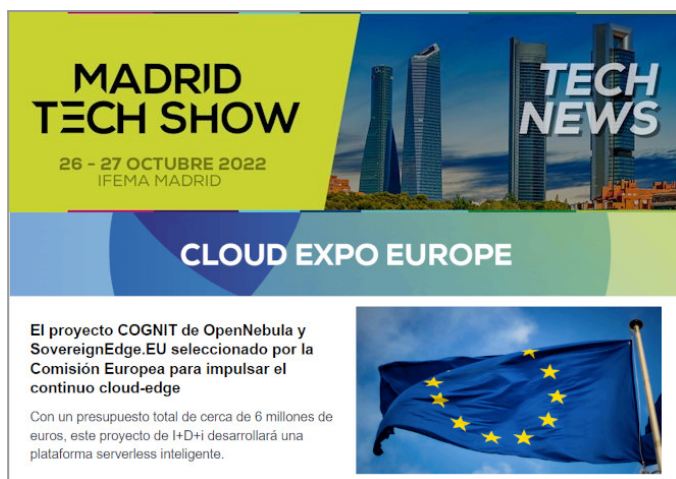 MADRID
TECH SHOW
26 - 27 OCTUBRE 2022
IFEMA MADRID
TECH
NEWS
CLOUD EXPO EUROPE
El proyecto COGNIT de OpenNebula y
SovereignEdge.EU seleccionado por la
Comisión Europea para impulsar el
continuo cloud-edge
Con un presupuesto total de cerca de 6 millones de
euros, este proyecto de I+D+i desarrollará una
plataforma serverless inteligente.